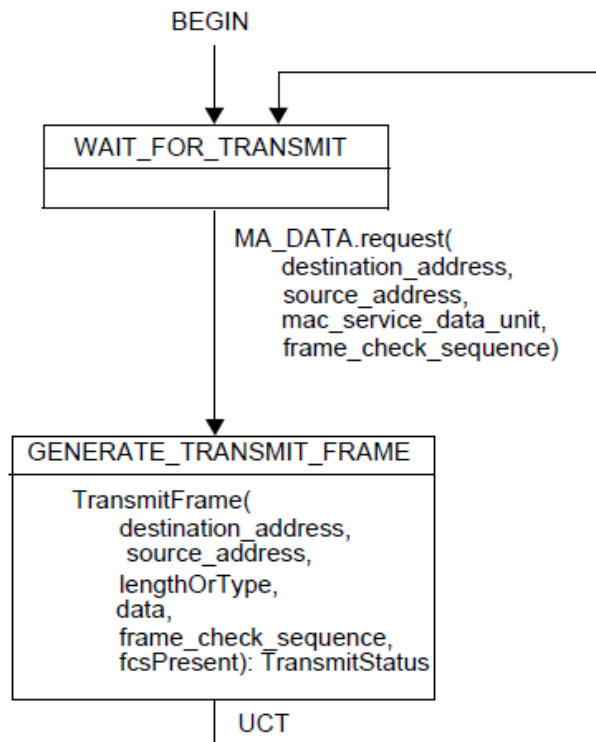 BEGIN
WAIT_FOR_TRANSMIT
MA_DATA.request(
destination_address,
source_address,
mac_service_data_unit,
frame_check_sequence)
GENERATE_TRANSMIT_FRAME
TransmitFrame(
destination_address,
source_address,
lengthOrType,
data,
frame_check_sequence,
fcsPresent): TransmitStatus
UCT